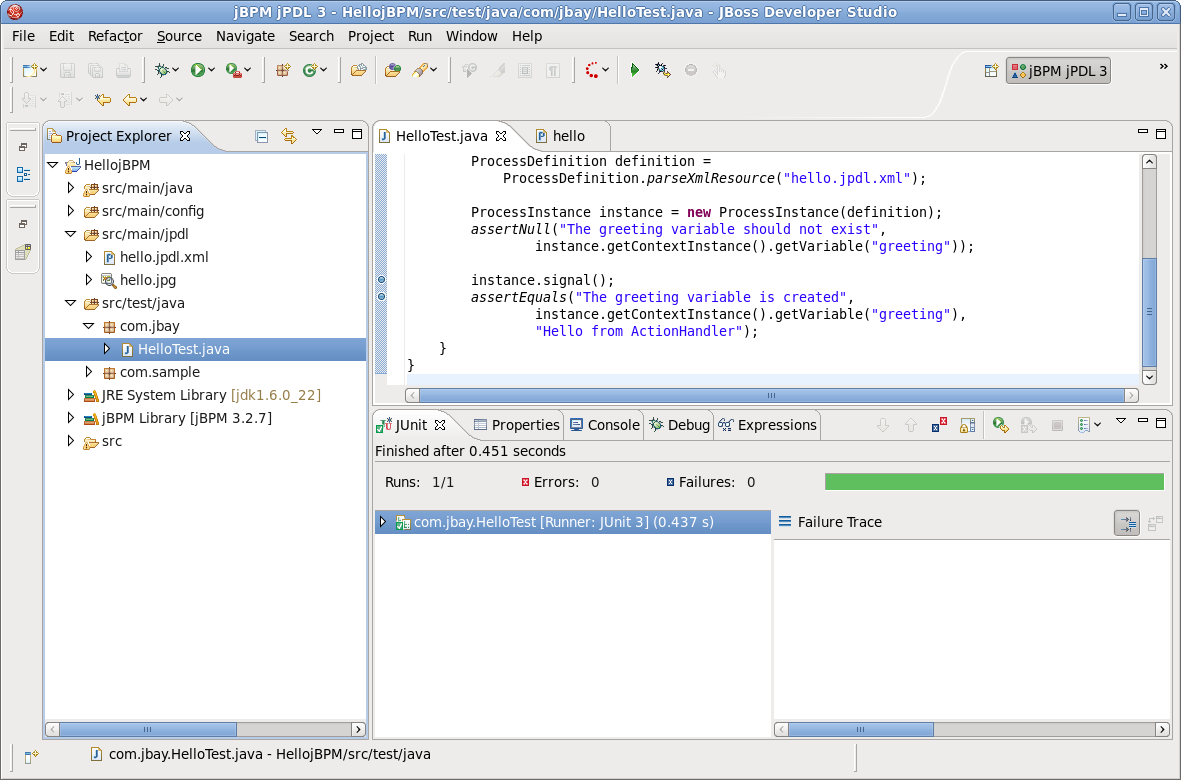 jBPM jPDL 3 - HellojBPM/src/test/java/com/jbay/HelloTest.java - JBoss Developer Studio
File Edit Refactor Source Navigate Search Project Run Window Help
jBPM jPDL 3
Project Explorer
HellojBPM
src/main/java
src/main/config
src/main/jpdl
hello.jpdl.xml
hello.jpg
src/test/java
com.jbay
HelloTest.java
com.sample
JRE System Library [jdk1.6.0_22]
jBPM Library [jBPM 3.2.7]
src
HelloTest.java hello
ProcessDefinition definition =
ProcessDefinition.parseXmlResource("hello.jpdl.xml");
ProcessInstance instance = new ProcessInstance(definition);
assertNull("The greeting variable should not exist",
instance.getContextInstance().getVariable("greeting"));
instance.signal();
assertEquals("The greeting variable is created",
instance.getContextInstance().getVariable("greeting"),
"Hello from ActionHandler");
}
}
JUnit Properties Console Debug Expressions
Finished after 0.451 seconds
Runs: 1/1 Errors: 0 Failures: 0
com.jbay.HelloTest [Runner: JUnit 3] (0.437 s)
Failure Trace
com.jbay.HelloTest.java - HellojBPM/src/test/java